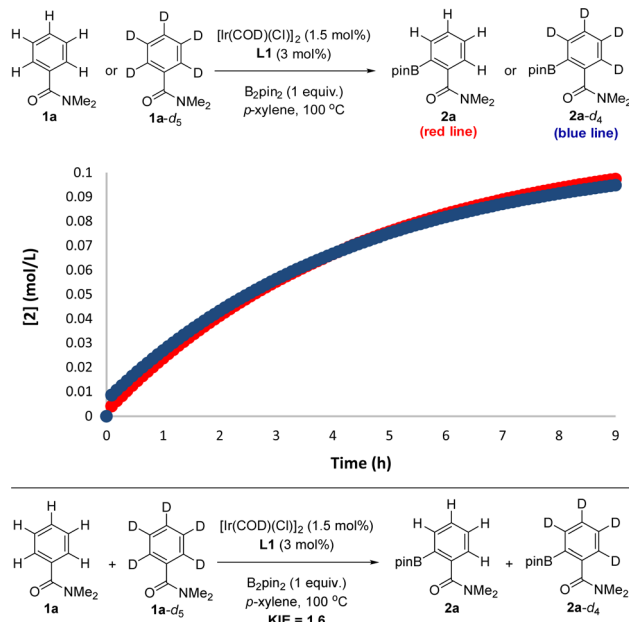 H
H H
H H
O NMe₂
1a
or
D
D D
D D
O NMe₂
1a-d₅
[Ir(COD)(Cl)]₂ (1.5 mol%)
L1 (3 mol%)
B₂pin₂ (1 equiv.)
p-xylene, 100 °C
H
H H
pinB H
O NMe₂
2a
(red line)
or
D
D D
pinB D
O NMe₂
2a-d₄
(blue line)
[2] (mol/L)
0.1
0.09
0.08
0.07
0.06
0.05
0.04
0.03
0.02
0.01
0
0 1 2 3 4 5 6 7 8 9
Time (h)
H
H H
H H
O NMe₂
1a
+
D
D D
D D
O NMe₂
1a-d₅
[Ir(COD)(Cl)]₂ (1.5 mol%)
L1 (3 mol%)
B₂pin₂ (1 equiv.)
p-xylene, 100 °C
KIE = 1.6
H
H H
pinB H
O NMe₂
2a
+
D
D D
pinB D
O NMe₂
2a-d₄